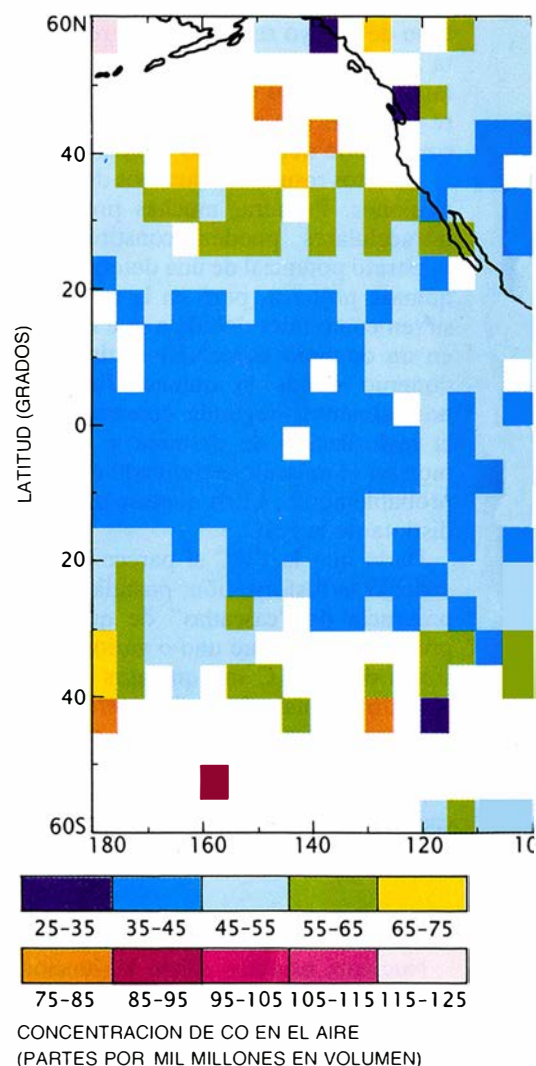 60N
40
20
0
20
40
60S
LATITUD (GRADOS)
180 160 140 120 10
25-35 35-45 45-55 55-65 65-75
75-85 85-95 95-105 105-115 115-125
CONCENTRACION DE CO EN EL AIRE
(PARTES POR MIL MILLONES EN VOLUMEN)